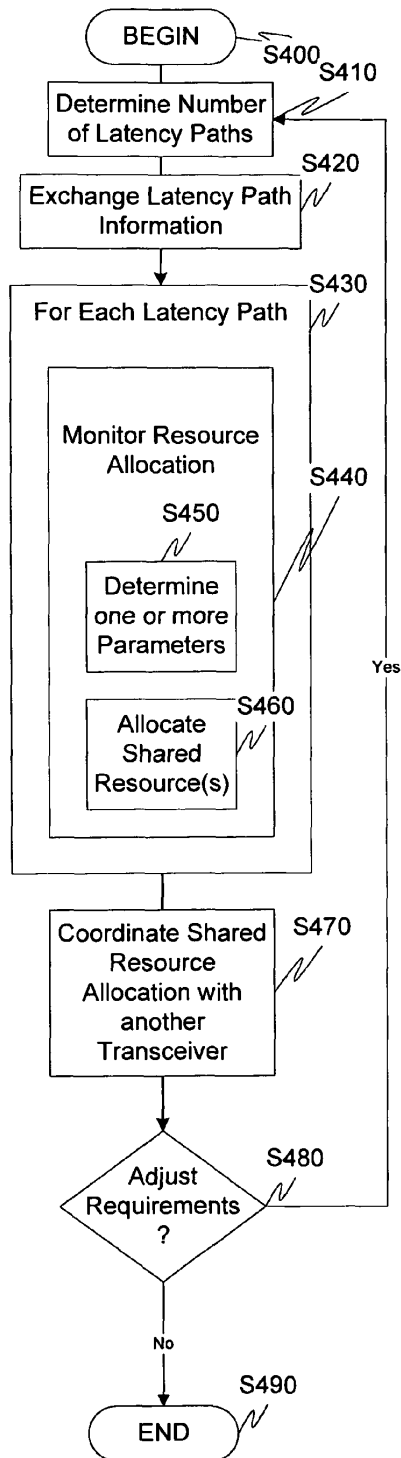 BEGIN
S400
S410
Determine Number
of Latency Paths
S420
Exchange Latency Path
Information
S430
For Each Latency Path
Monitor Resource
Allocation
S440
S450
Determine
one or more
Parameters
S460
Allocate
Shared
Resource(s)
Yes
S470
Coordinate Shared
Resource
Allocation with
another
Transceiver
S480
Adjust
Requirements
?
No
S490
END